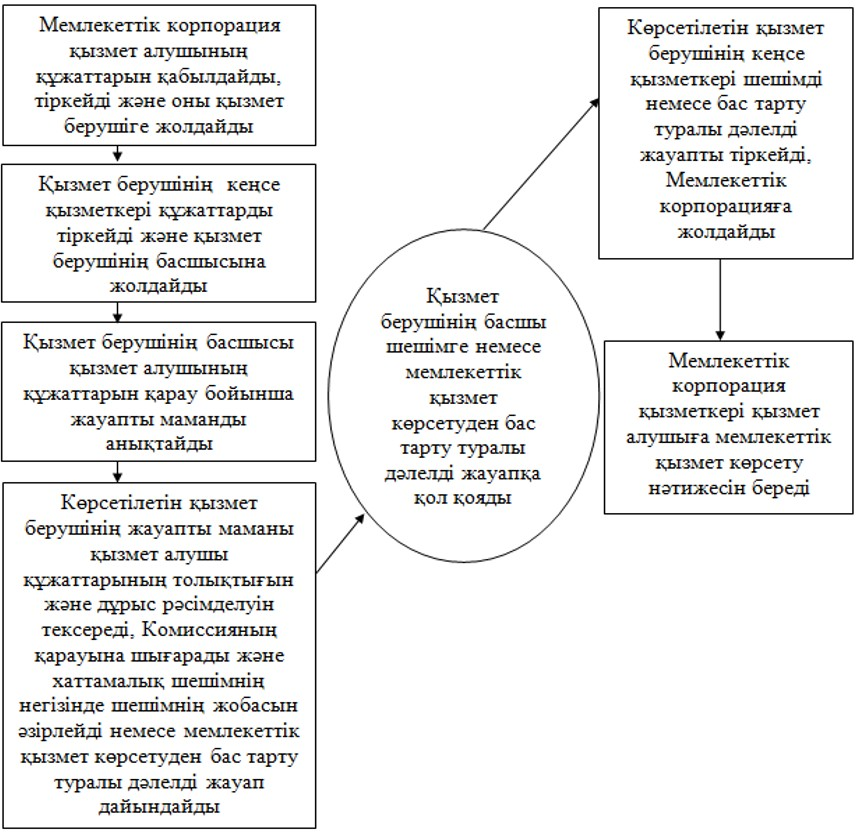 Мемлекеттік корпорация
қызмет алушының
құжаттарын қабылдайды,
тіркейді және оны қызмет
берушіге жолдайды
Қызмет берушінің кеңсе
қызметкері құжаттарды
тіркейді және қызмет
берушінің басшысына
жолдайды
Қызмет берушінің басшысы
қызмет алушының
құжаттарын қарау бойынша
жауапты маманды
анықтайды
Көрсетілетін қызмет
берушінің жауапты маманы
қызмет алушы
құжаттарының толықтығын
және дұрыс рәсімделуін
тексереді, Комиссияның
қарауына шығарады және
хаттамалық шешімнің
негізінде шешімнің жобасын
әзірлейді немесе мемлекеттік
қызмет көрсетуден бас тарту
туралы дәлелді жауап
дайындайды
Қызмет
берушінің басшы
шешімге немесе
мемлекеттік
қызмет
көрсетуден бас
тарту туралы
дәлелді жауапқа
қол қояды
Көрсетілетін қызмет
берушінің кеңсе
қызметкері шешімді
немесе бас тарту
туралы дәлелді
жауапты тіркейді,
Мемлекеттік
корпорацияға
жолдайды
Мемлекеттік
корпорация
қызметкері қызмет
алушыға мемлекеттік
қызмет көрсету
нәтижесін береді